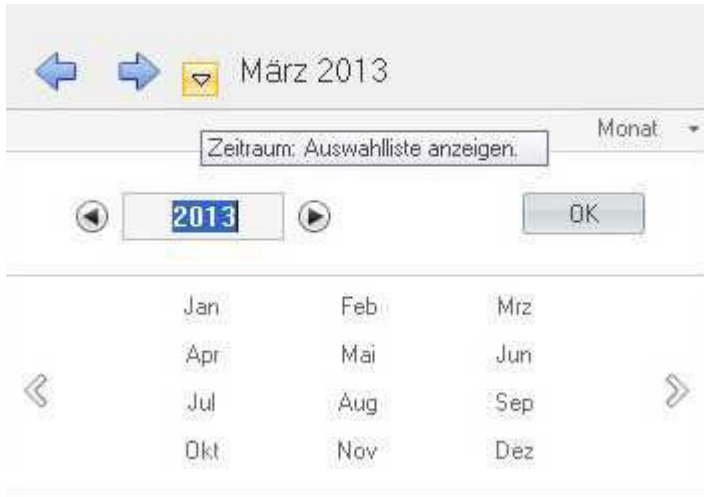 März 2013
Monat
Zeitraum: Auswahlliste anzeigen.
2013 OK
Jan Feb Mrz
Apr Mai Jun
Jul Aug Sep
Okt Nov Dez